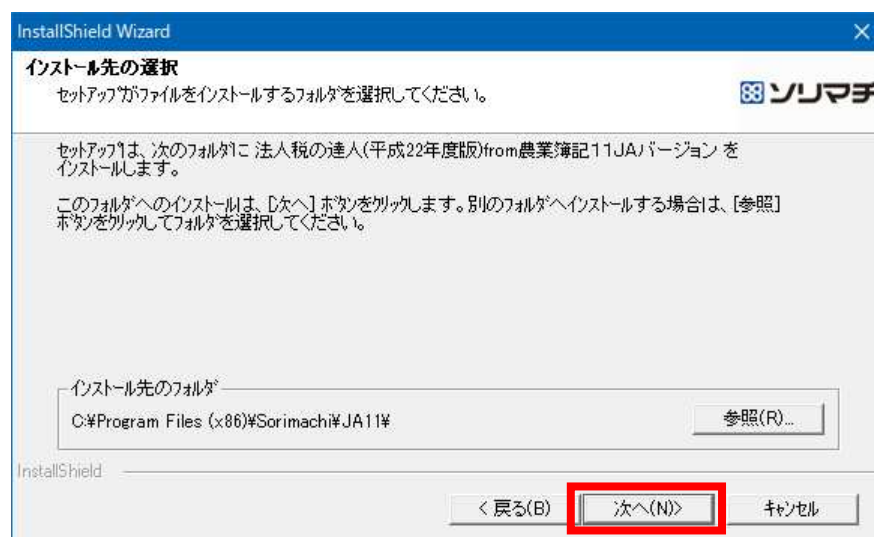 InstallShield Wizard
インストール先の選択
セットアップがファイルをインストールするフォルダを選択してください。
ソリマチ
セットアップは、次のフォルダに 法人税の達人(平成22年度版)from農業簿記11JAバージョン を
インストールします。
このフォルダへのインストールは、[次へ] ボタンをクリックします。別のフォルダへインストールする場合は、[参照]
ボタンをクリックしてフォルダを選択してください。
インストール先のフォルダ
C:¥Program Files (x86)¥Sorimachi¥JA11¥
参照(R)...
InstallShield
< 戻る(B)
次へ(N)>
キャンセル